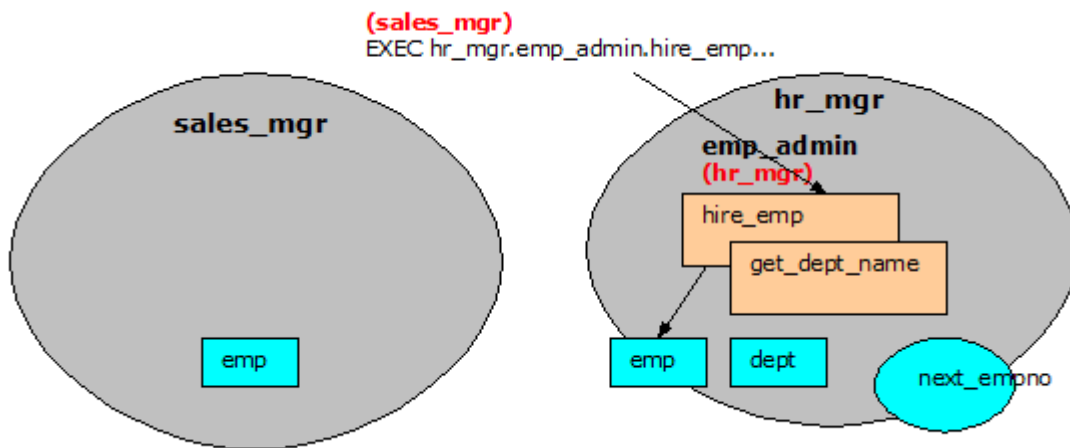 (sales_mgr)
EXEC hr_mgr.emp_admin.hire_emp...
sales_mgr
hr_mgr
emp_admin
(hr_mgr)
hire_emp
get_dept_name
emp
emp
dept
next_empno